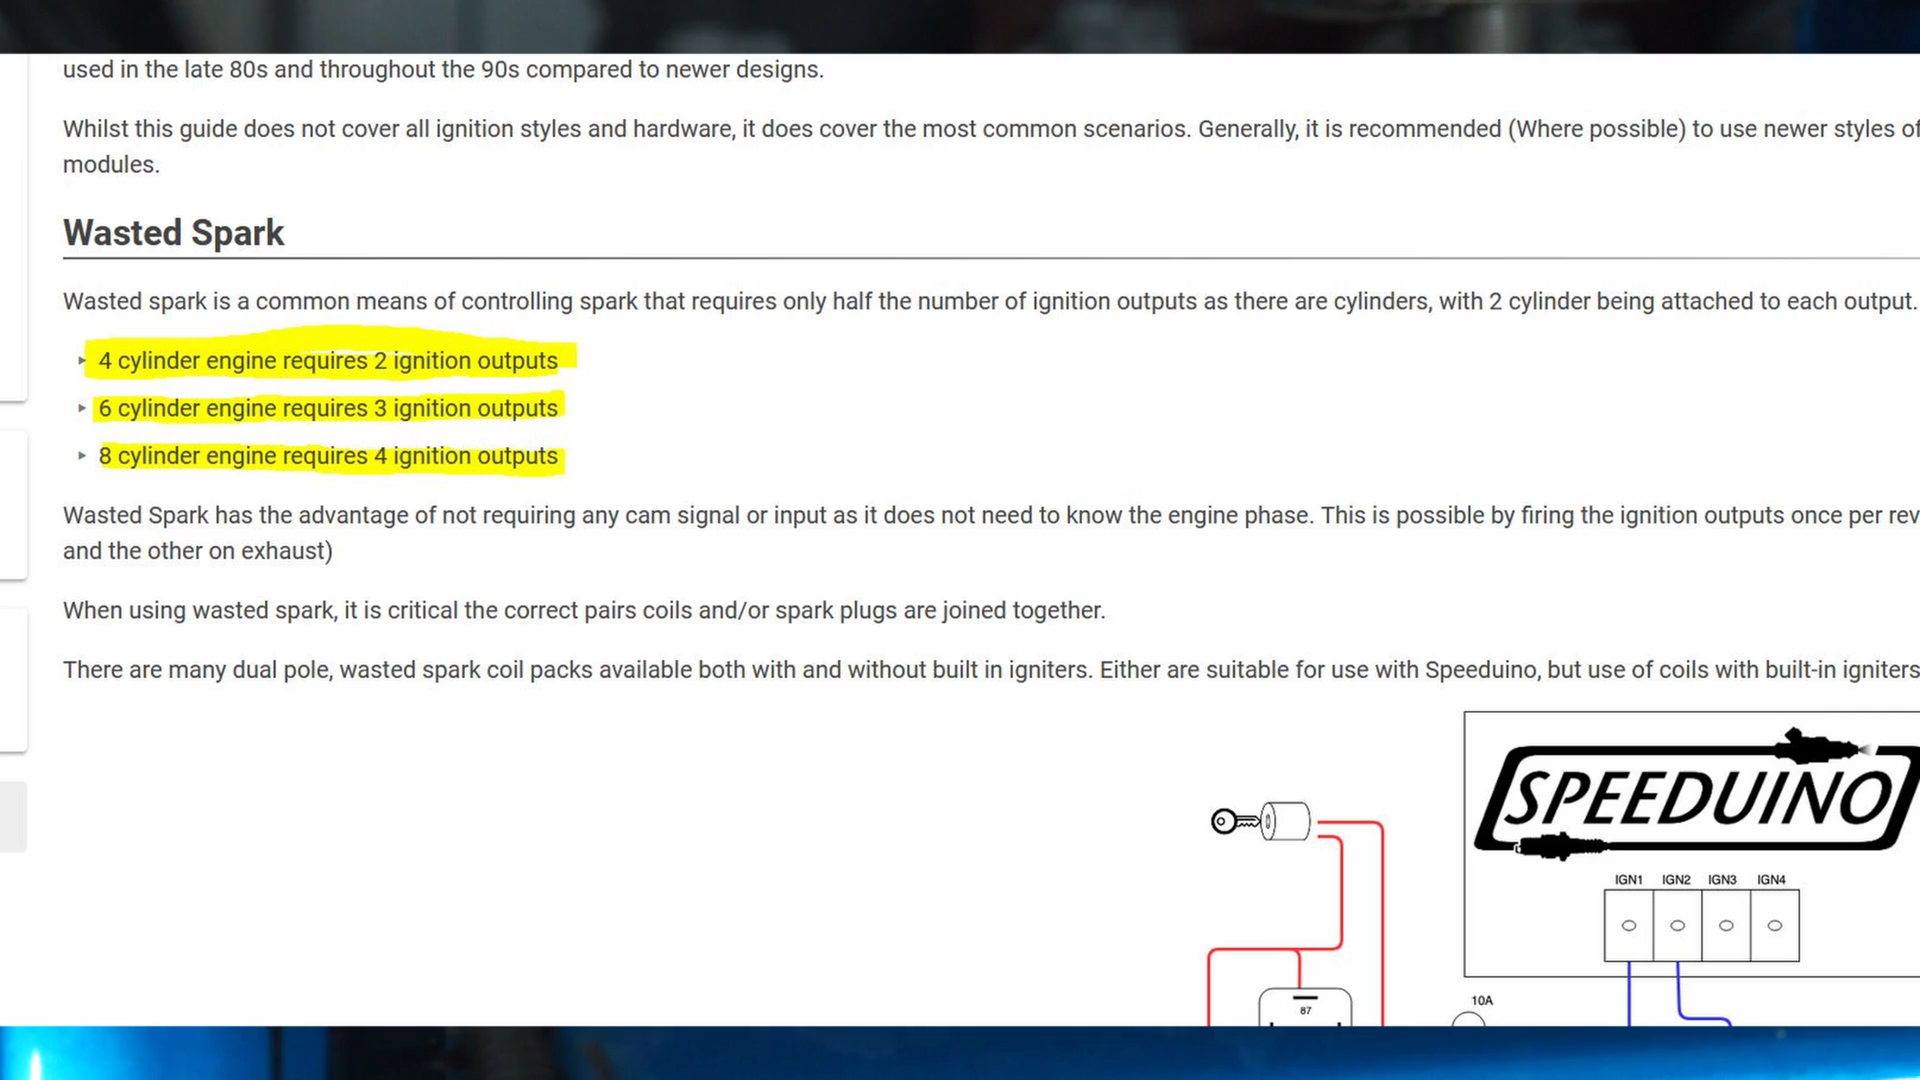 used in the late 80s and throughout the 90s compared to newer designs.
Whilst this guide does not cover all ignition styles and hardware, it does cover the most common scenarios. Generally, it is recommended (Where possible) to use newer styles of
modules.
Wasted Spark
Wasted spark is a common means of controlling spark that requires only half the number of ignition outputs as there are cylinders, with 2 cylinder being attached to each output.
4 cylinder engine requires 2 ignition outputs
6 cylinder engine requires 3 ignition outputs
8 cylinder engine requires 4 ignition outputs
Wasted Spark has the advantage of not requiring any cam signal or input as it does not need to know the engine phase. This is possible by firing the ignition outputs once per rev
and the other on exhaust)
When using wasted spark, it is critical the correct pairs coils and/or spark plugs are joined together.
There are many dual pole, wasted spark coil packs available both with and without built in igniters. Either are suitable for use with Speeduino, but use of coils with built-in igniters
SPEEDUINO
IGN1 IGN2 IGN3 IGN4
10A
87